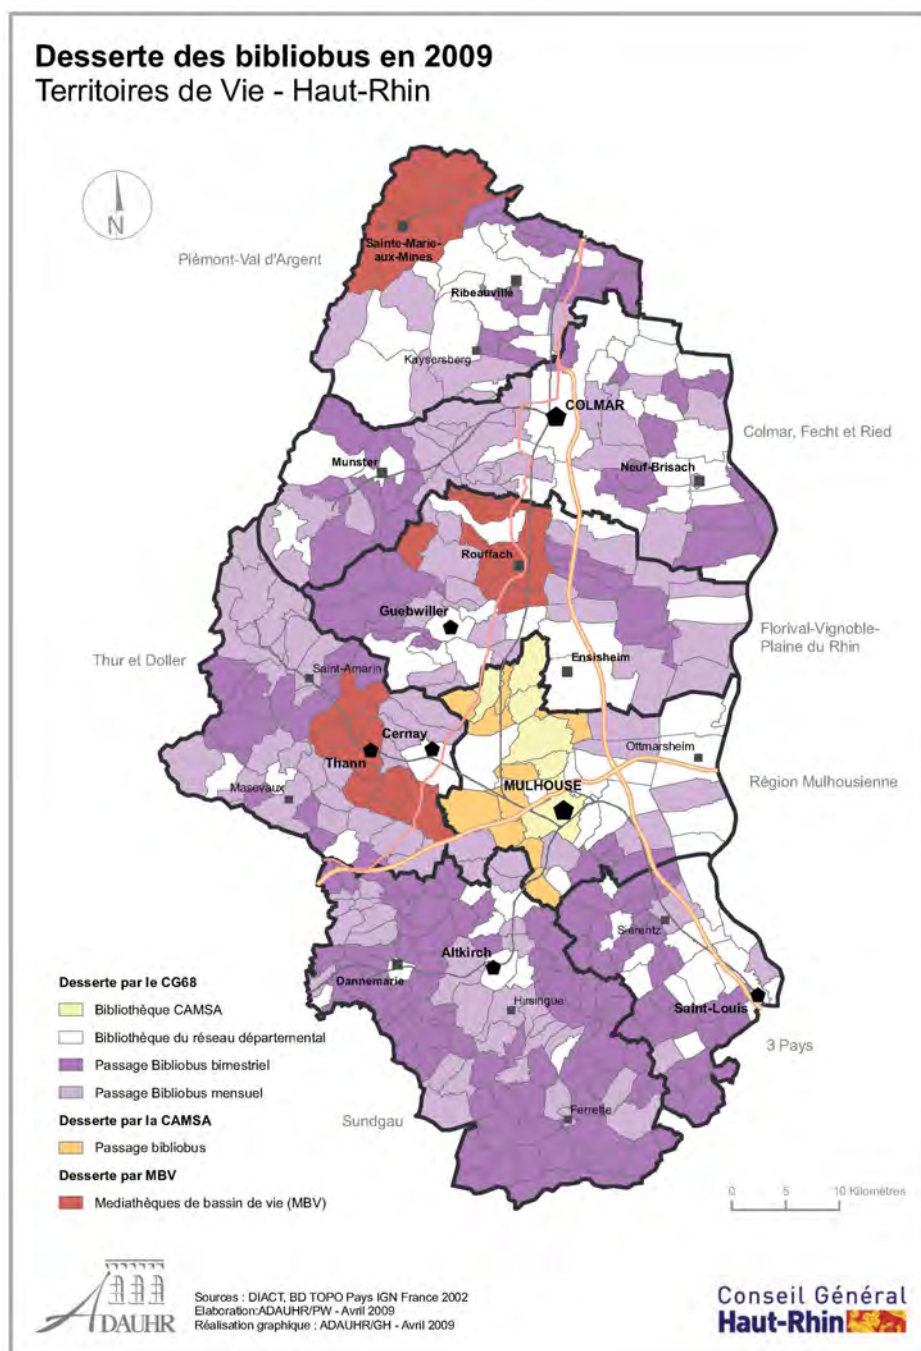 Desserte des bibliobus en 2009
Territoires de Vie - Haut-Rhin
N
Piémont-Val d'Argent
Sainte-Marie-
aux-Mines
Ribeauvillé
Kaysersberg
COLMAR
Colmar, Fecht et Ried
Munster
Neuf-Brisach
Rouffach
Guebwiller
Florival-Vignoble-
Plaine du Rhin
Thur et Doller
Saint-Amarin
Ensisheim
Cernay
Thann
Ottmarsheim
MULHOUSE
Région Mulhousienne
Masevaux
Sierentz
Altkirch
Dannemarie
Hirsingue
Saint-Louis
3 Pays
Sundgau
Ferrette
Desserte par le CG68
Bibliothèque CAMSA
Bibliothèque du réseau départemental
Passage Bibliobus bimestriel
Passage Bibliobus mensuel
Desserte par la CAMSA
Passage bibliobus
Desserte par MBV
Mediathèques de bassin de vie (MBV)
0 5 10 Kilomètres
ADAUHR
Sources : DIACT, BD TOPO Pays IGN France 2002
Elaboration:ADAUHR/PW - Avril 2009
Réalisation graphique : ADAUHR/GH - Avril 2009
Conseil Général
Haut-Rhin